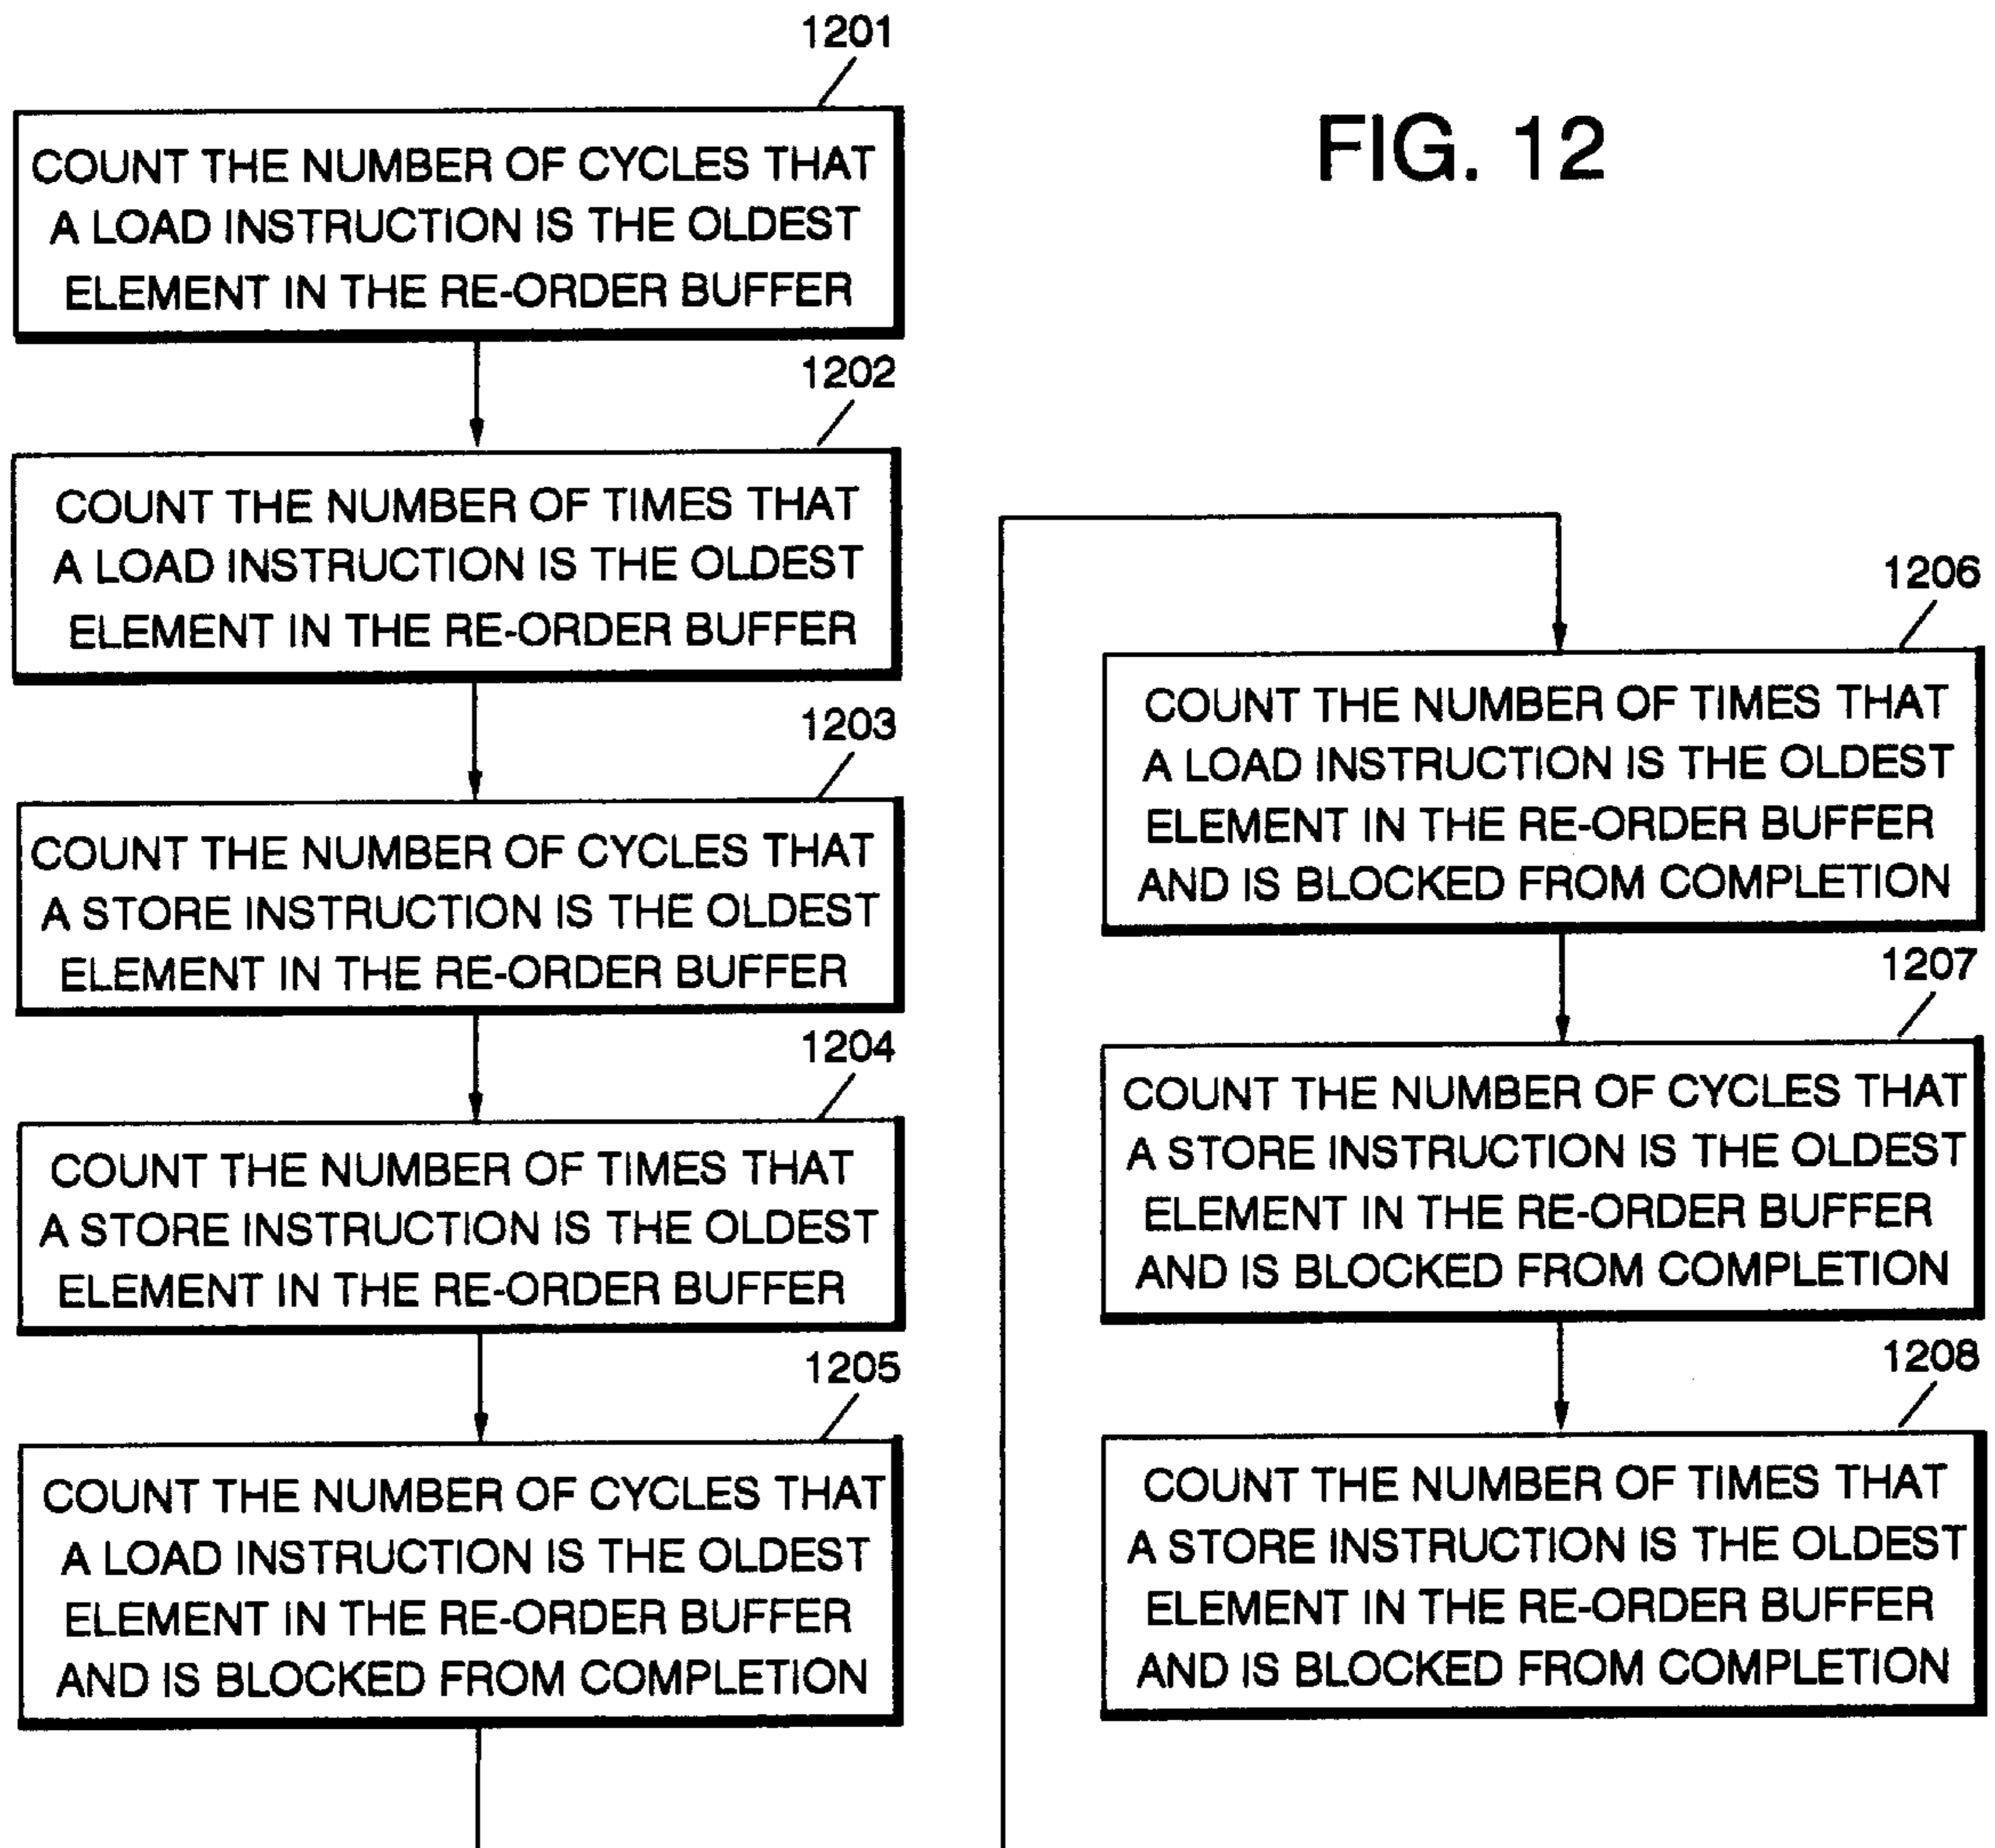 FIG. 12
1201
COUNT THE NUMBER OF CYCLES THAT
A LOAD INSTRUCTION IS THE OLDEST
ELEMENT IN THE RE-ORDER BUFFER
1202
COUNT THE NUMBER OF TIMES THAT
A LOAD INSTRUCTION IS THE OLDEST
ELEMENT IN THE RE-ORDER BUFFER
1203
COUNT THE NUMBER OF CYCLES THAT
A STORE INSTRUCTION IS THE OLDEST
ELEMENT IN THE RE-ORDER BUFFER
1204
COUNT THE NUMBER OF TIMES THAT
A STORE INSTRUCTION IS THE OLDEST
ELEMENT IN THE RE-ORDER BUFFER
1205
COUNT THE NUMBER OF CYCLES THAT
A LOAD INSTRUCTION IS THE OLDEST
ELEMENT IN THE RE-ORDER BUFFER
AND IS BLOCKED FROM COMPLETION
1206
COUNT THE NUMBER OF TIMES THAT
A LOAD INSTRUCTION IS THE OLDEST
ELEMENT IN THE RE-ORDER BUFFER
AND IS BLOCKED FROM COMPLETION
1207
COUNT THE NUMBER OF CYCLES THAT
A STORE INSTRUCTION IS THE OLDEST
ELEMENT IN THE RE-ORDER BUFFER
AND IS BLOCKED FROM COMPLETION
1208
COUNT THE NUMBER OF TIMES THAT
A STORE INSTRUCTION IS THE OLDEST
ELEMENT IN THE RE-ORDER BUFFER
AND IS BLOCKED FROM COMPLETION